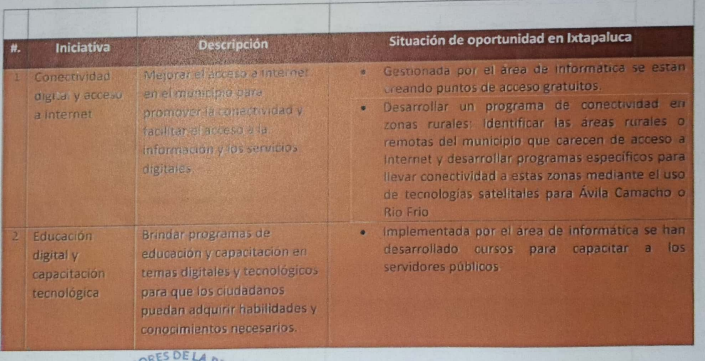 #. Iniciativa Descripción Situación de oportunidad en Ixtapaluca
1 Conectividad
digital y acceso
a Internet
Mejorar el acceso a Internet
en el municipio para
promover la conectividad y
facilitar el acceso a la
información y los servicios
digitales
• Gestionada por el área de informática se están
creando puntos de acceso gratuitos.
• Desarrollar un programa de conectividad en
zonas rurales: Identificar las áreas rurales o
remotas del municipio que carecen de acceso a
Internet y desarrollar programas específicos para
llevar conectividad a estas zonas mediante el uso
de tecnologías satelitales para Ávila Camacho o
Rio Frio
2 Educación
digital y
capacitación
tecnológica
Brindar programas de
educación y capacitación en
temas digitales y tecnológicos
para que los ciudadanos
puedan adquirir habilidades y
conocimientos necesarios.
• Implementada por el área de informática se han
desarrollado cursos para capacitar a los
servidores públicos
DE LA